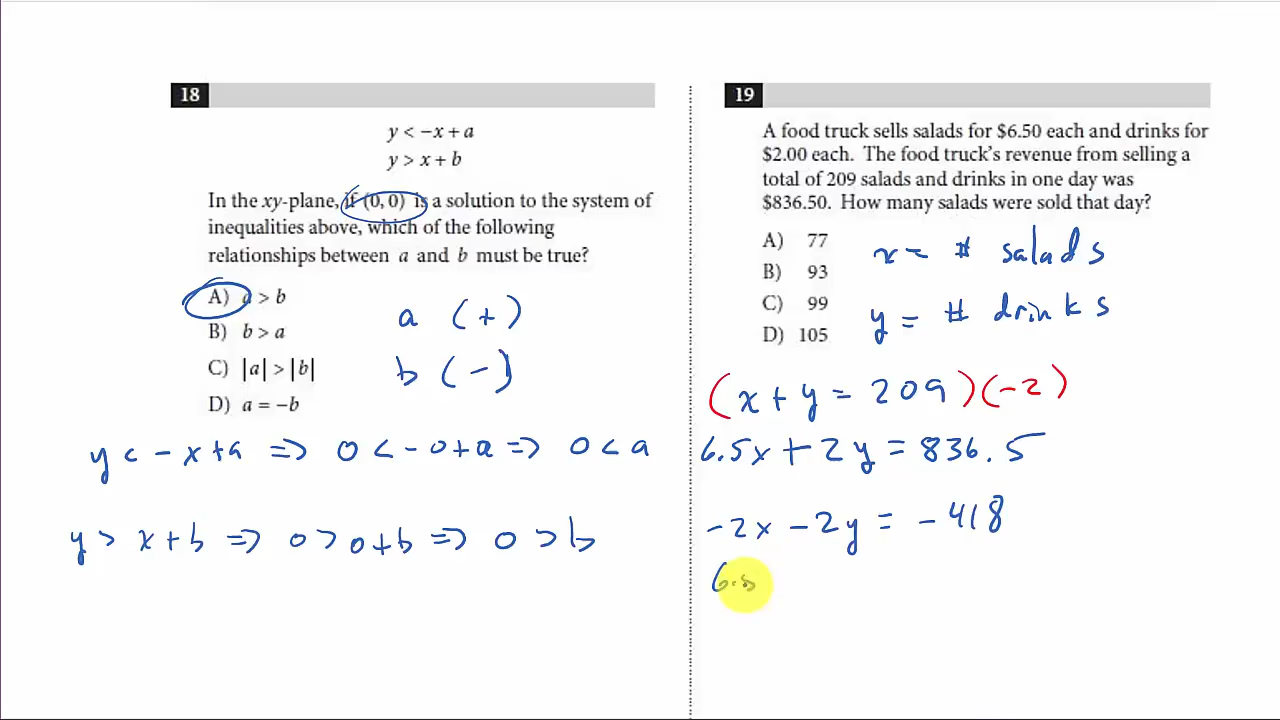 18
y < −x + a
y > x + b
In the xy-plane, if (0, 0) is a solution to the system of
inequalities above, which of the following
relationships between a and b must be true?
A) a > b
B) b > a
C) |a| > |b|
D) a = −b
a (+)
b (-)
y < - x + a => 0 < - 0 + a => 0 < a
y > x + b => 0 > 0 + b => 0 > b
19
A food truck sells salads for $6.50 each and drinks for
$2.00 each. The food truck's revenue from selling a
total of 209 salads and drinks in one day was
$836.50. How many salads were sold that day?
A) 77
B) 93
C) 99
D) 105
x = # salads
y = # drinks
(x + y = 209)(-2)
6.5x + 2y = 836.5
-2x - 2y = -418
6.5